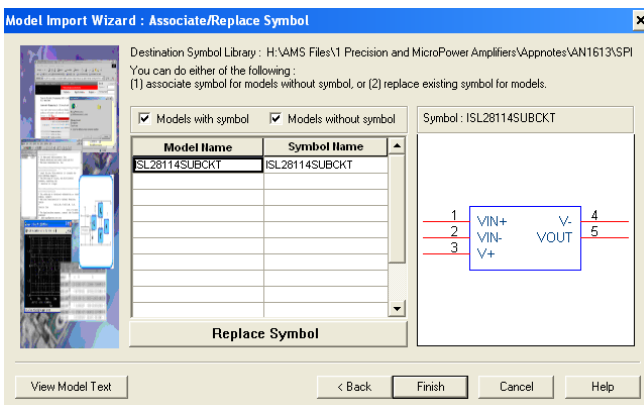 Model Import Wizard : Associate/Replace Symbol
Destination Symbol Library : H:\AMS Files\1 Precision and MicroPower Amplifiers\Appnotes\AN1613\SPI
You can do either of the following :
(1) associate symbol for models without symbol, or (2) replace existing symbol for models.
Models with symbol Models without symbol Symbol : ISL28114SUBCKT
Model Name Symbol Name
ISL28114SUBCKT ISL28114SUBCKT
1 VIN+ V- 4
2 VIN- VOUT 5
3 V+
Replace Symbol
View Model Text < Back Finish Cancel Help